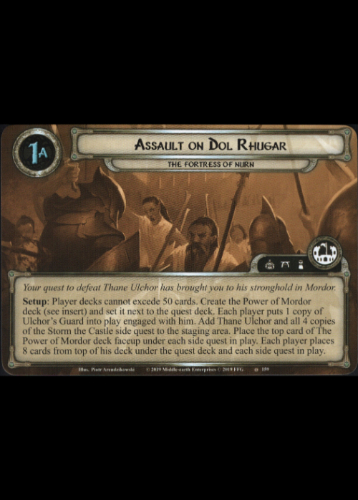 1A
Assault on Dol Rhugar
The Fortress of Nurn
Your quest to defeat Thane Ulchor has brought you to his stronghold in Mordor.
Setup: Player decks cannot excede 50 cards. Create the Power of Mordor
deck (see insert) and set it next to the quest deck. Each player puts 1 copy of
Ulchor's Guard into play engaged with him. Add Thane Ulchor and all 4 copies
of the Storm the Castle side quest to the staging area. Place the top card of The
Power of Mordor deck faceup under each side quest in play. Each player places
8 cards from top of his deck under the quest deck and each side quest in play.
Illus.
© 2019 Middle-earth Enterprises © 2019 FFG